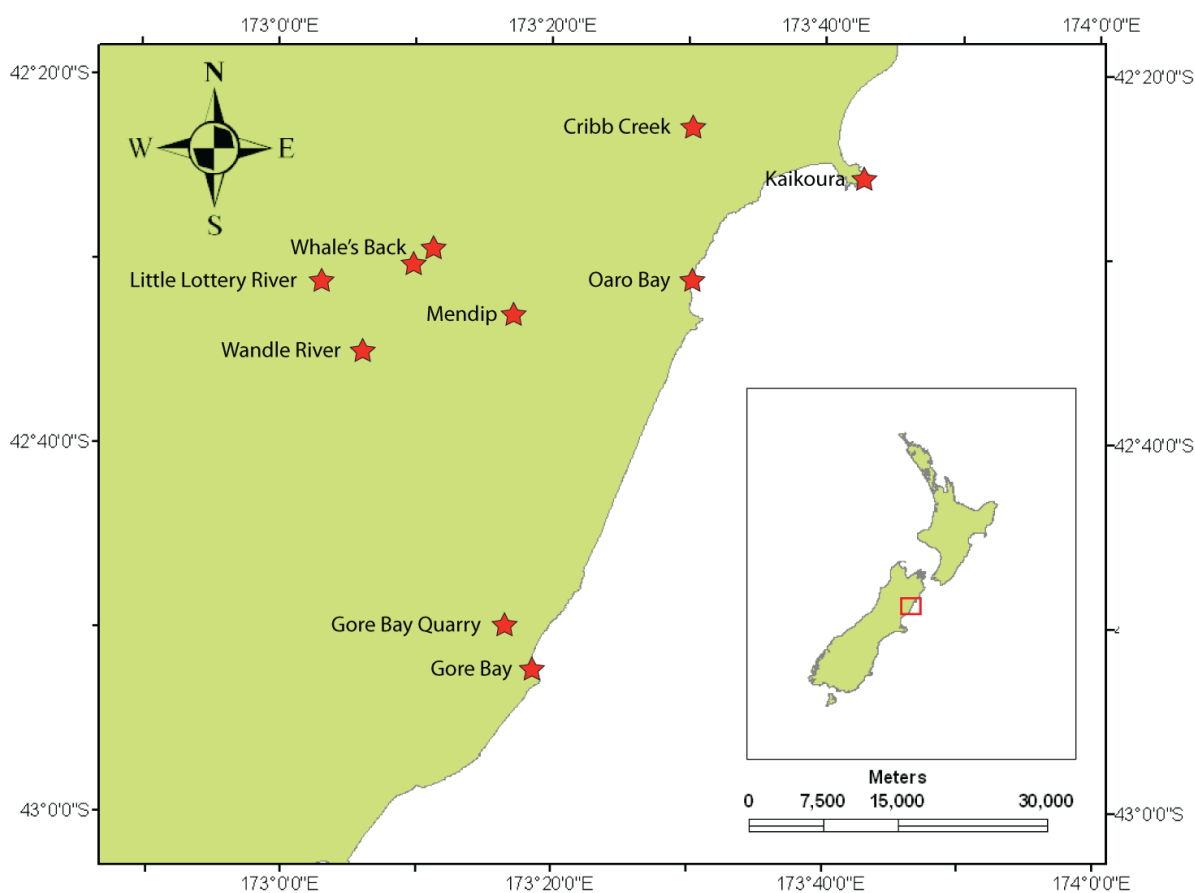 173°0'0"E 173°20'0"E 173°40'0"E 174°0'0"E
42°20'0"S 42°20'0"S
N
W E
S
Cribb Creek
Kaikoura
Whale's Back
Little Lottery River
Oaro Bay
Mendip
Wandle River
42°40'0"S 42°40'0"S
Gore Bay Quarry
Gore Bay
Meters
0 7,500 15,000 30,000
43°0'0"S 43°0'0"S
173°0'0"E 173°20'0"E 173°40'0"E 174°0'0"E